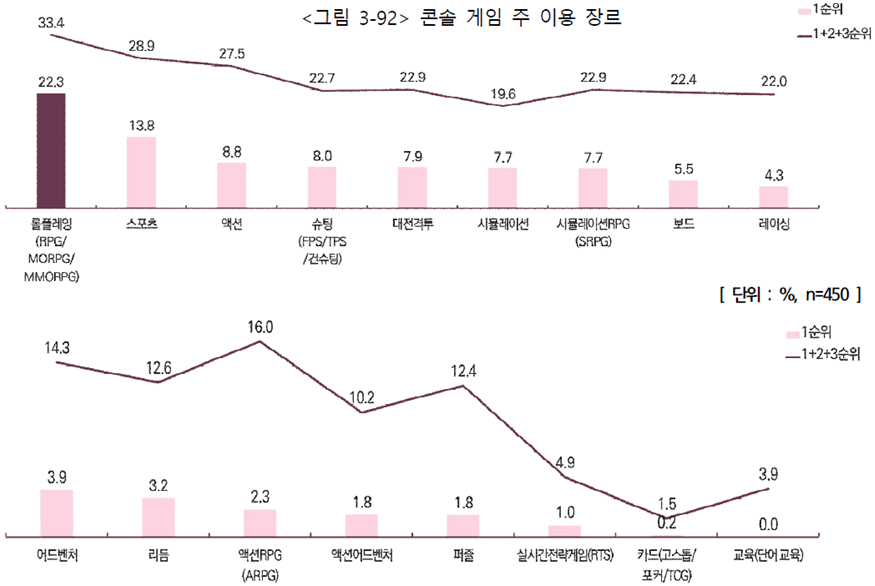 <그림 3-92> 콘솔 게임 주 이용 장르
1순위
1+2+3순위
33.4
28.9
27.5
22.7
22.9
19.6
22.9
22.4
22.0
22.3
13.8
8.8
8.0
7.9
7.7
7.7
5.5
4.3
롤플레잉
(RPG/
MORPG/
MMORPG)
스포츠
액션
슈팅
(FPS/TPS
/건슈팅)
대전격투
시뮬레이션
시뮬레이션RPG
(SRPG)
보드
레이싱
[ 단위 : %, n=450 ]
1순위
1+2+3순위
14.3
12.6
16.0
10.2
12.4
4.9
1.5
3.9
3.9
3.2
2.3
1.8
1.8
1.0
0.2
0.0
어드벤처
리듬
액션RPG
(ARPG)
액션어드벤처
퍼즐
실시간전략게임(RTS)
카드(고스톱/
포커/TCG)
교육(단어 교육)